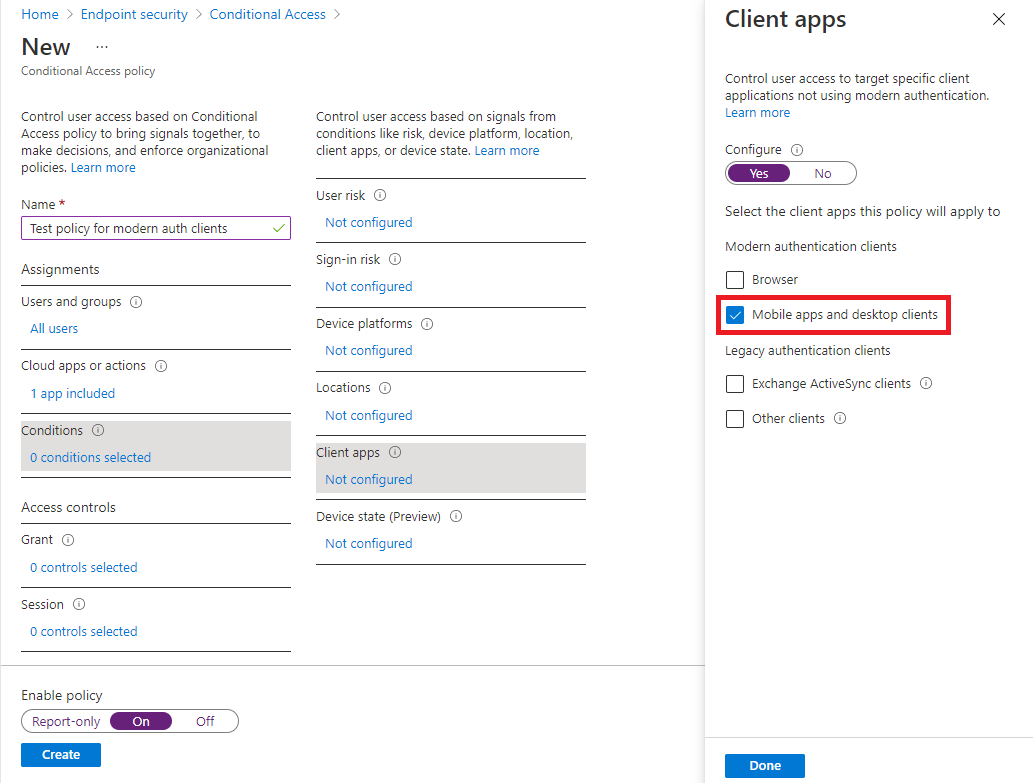 Home > Endpoint security > Conditional Access >
New ...
Conditional Access policy
Control user access based on Conditional
Access policy to bring signals together, to
make decisions, and enforce organizational
policies. Learn more
Name *
Test policy for modern auth clients
Assignments
Users and groups
All users
Cloud apps or actions
1 app included
Conditions
0 conditions selected
Access controls
Grant
0 controls selected
Session
0 controls selected
Enable policy
Report-only On Off
Create
Control user access based on signals from
conditions like risk, device platform, location,
client apps, or device state. Learn more
User risk
Not configured
Sign-in risk
Not configured
Device platforms
Not configured
Locations
Not configured
Client apps
Not configured
Device state (Preview)
Not configured
Client apps
Control user access to target specific client
applications not using modern authentication.
Learn more
Configure
Yes No
Select the client apps this policy will apply to
Modern authentication clients
Browser
Mobile apps and desktop clients
Legacy authentication clients
Exchange ActiveSync clients
Other clients
Done